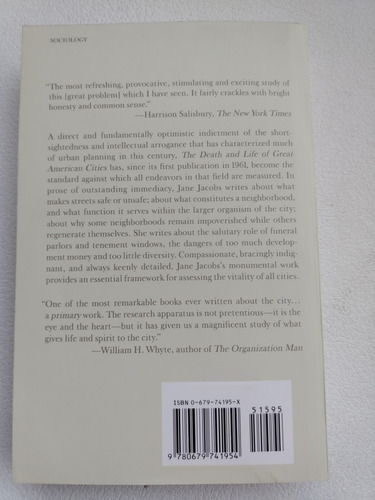 SOCIOLOGY
"The most refreshing, provocative, stimulating and exciting study of
this [great problem] which I have seen. It fairly crackles with bright
honesty and common sense."
—Harrison Salisbury, The New York Times
A direct and fundamentally optimistic indictment of the short-
sightedness and intellectual arrogance that has characterized much
of urban planning in this century, The Death and Life of Great
American Cities has, since its first publication in 1961, become the
standard against which all endeavors in that field are measured. In
prose of outstanding immediacy, Jane Jacobs writes about what
makes streets safe or unsafe; about what constitutes a neighborhood,
and what function it serves within the larger organism of the city;
about why some neighborhoods remain impoverished while others
regenerate themselves. She writes about the salutary role of funeral
parlors and tenement windows, the dangers of too much develop-
ment money and too little diversity. Compassionate, bracingly indig-
nant, and always keenly detailed, Jane Jacobs's monumental work
provides an essential framework for assessing the vitality of all cities.
"One of the most remarkable books ever written about the city…
a primary work. The research apparatus is not pretentious—it is the
eye and the heart—but it has given us a magnificent study of what
gives life and spirit to the city."
—William H. Whyte, author of The Organization Man
ISBN 0-679-74195-X
51595
9 780679 741954